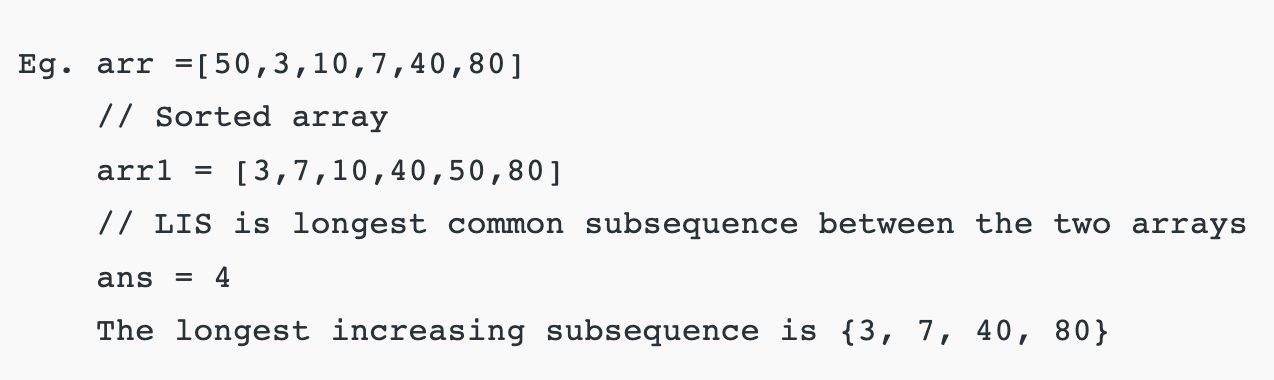 Eg. arr =[50,3,10,7,40,80]
// Sorted array
arr1 = [3,7,10,40,50,80]
// LIS is longest common subsequence between the two arrays
ans = 4
The longest increasing subsequence is {3, 7, 40, 80}